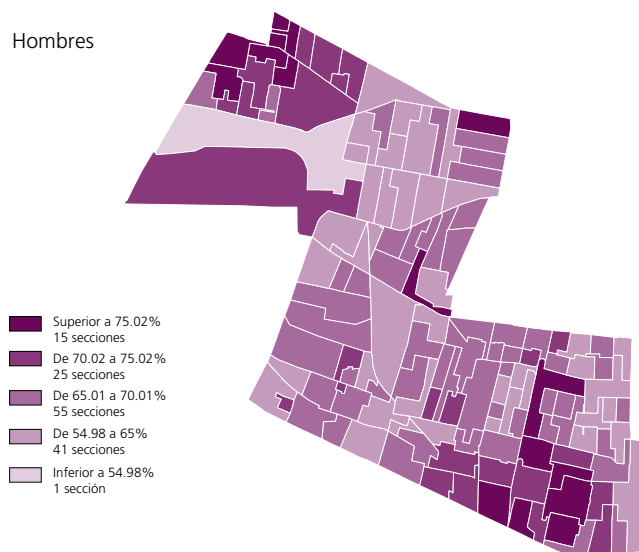 Hombres
Superior a 75.02%
15 secciones
De 70.02 a 75.02%
25 secciones
De 65.01 a 70.01%
55 secciones
De 54.98 a 65%
41 secciones
Inferior a 54.98%
1 sección